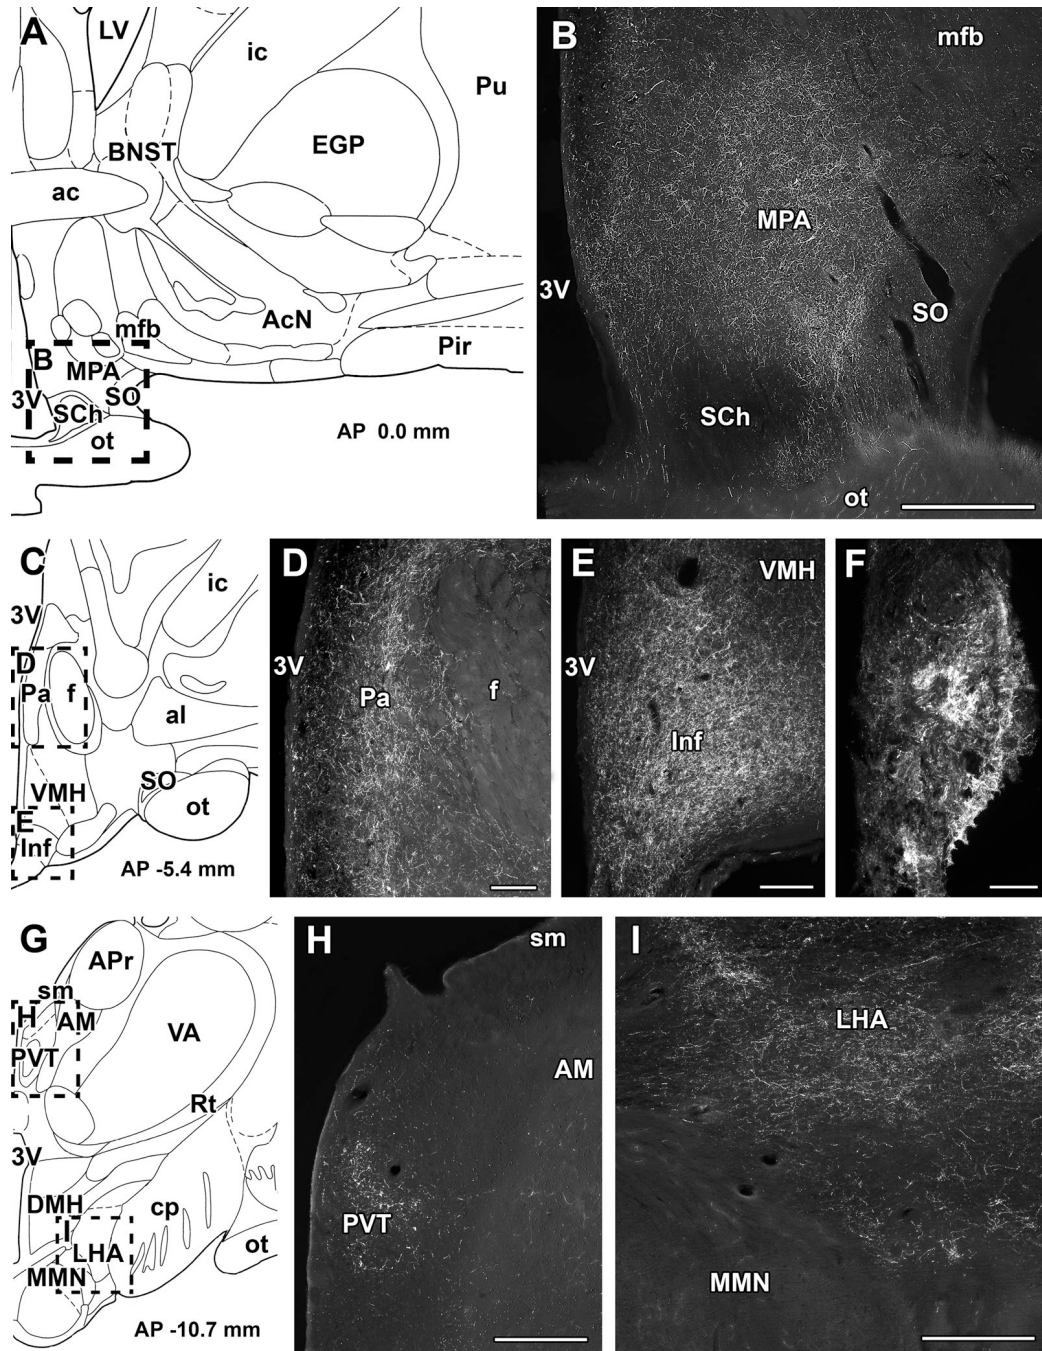 A
LV
ic
Pu
BNST
EGP
ac
mfb
AcN
Pir
B
MPA
3V
SCh
SO
ot
AP 0.0 mm
B
mfb
MPA
3V
SO
SCh
ot
C
ic
3V
D
Pa
f
al
VMH
SO
ot
E
Inf
AP -5.4 mm
D
3V
Pa
f
E
VMH
3V
Inf
F
G
APr
sm
H
AM
PVT
VA
Rt
3V
DMH
cp
I
LHA
ot
MMN
AP -10.7 mm
H
sm
AM
PVT
I
LHA
MMN